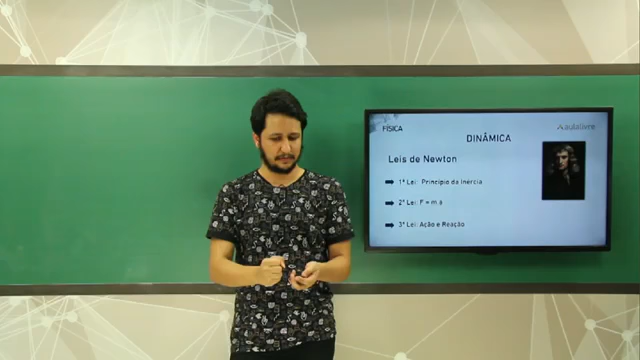 FÍSICA
aulalivre
DINÂMICA
Leis de Newton
1ª Lei: Princípio da Inércia
2ª Lei: F = m.a
3ª Lei: Ação e Reação